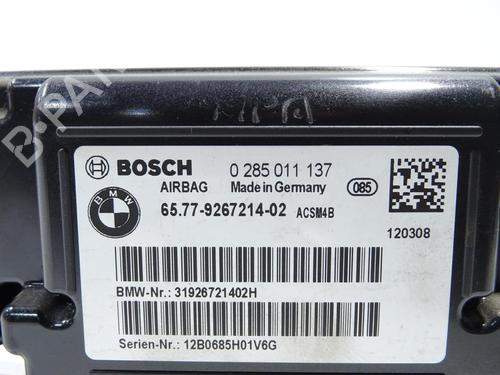 BOSCH 0 285 011 137
AIRBAG Made in Germany 085
BMW 65.77-9267214-02 ACSM4B
120308
BMW-Nr.: 31926721402H
Serien-Nr.: 12B0685H01V6G
B-PARTS